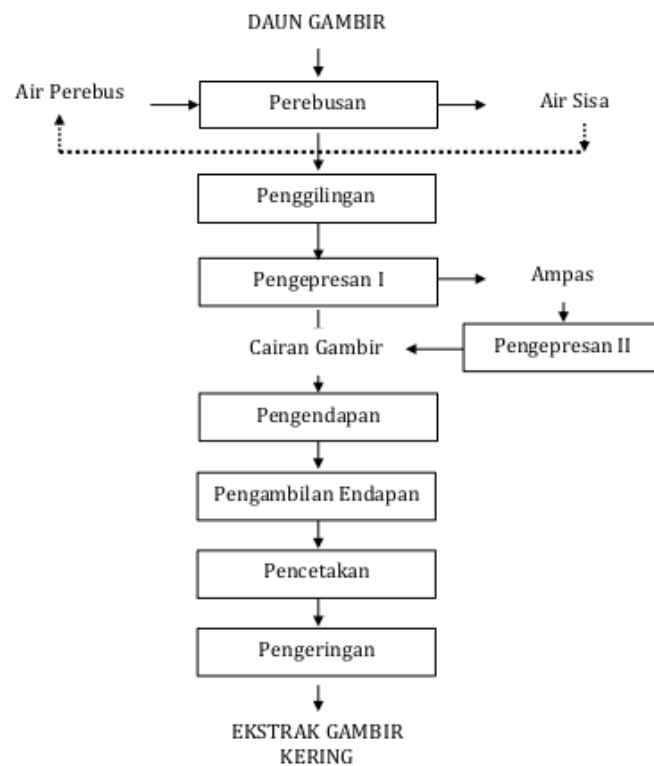 DAUN GAMBIR
Air Perebus
Perebusan
Air Sisa
Penggilingan
Pengepresan I
Ampas
Cairan Gambir
Pengepresan II
Pengendapan
Pengambilan Endapan
Pencetakan
Pengeringan
EKSTRAK GAMBIR
KERING